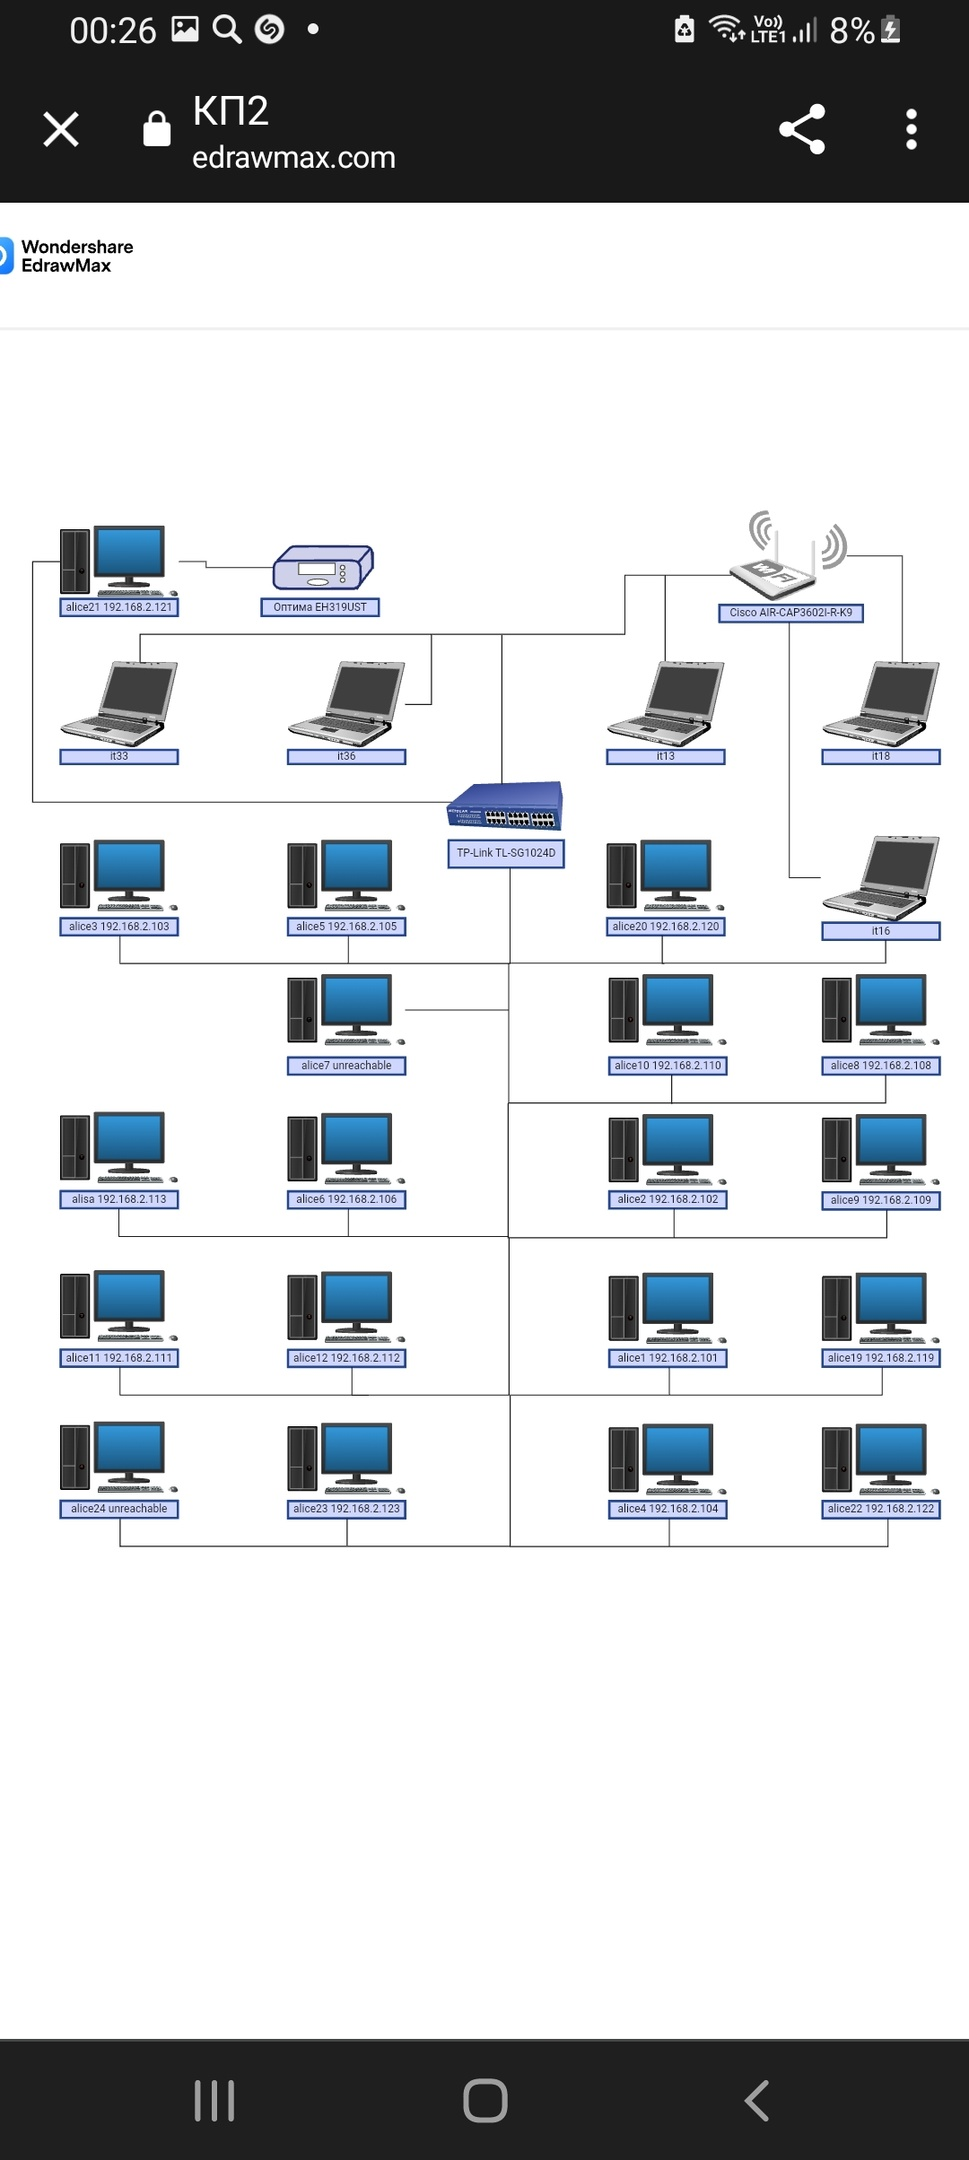 00:26
Vo))
LTE1
8%
КП2
edrawmax.com
Wondershare
EdrawMax
alice21 192.168.2.121
Оптима EH319UST
WiFi
Cisco AIR-CAP3602I-R-K9
it33
it36
it13
it18
TP-Link TL-SG1024D
alice3 192.168.2.103
alice5 192.168.2.105
alice20 192.168.2.120
it16
alice7 unreachable
alice10 192.168.2.110
alice8 192.168.2.108
alisa 192.168.2.113
alice6 192.168.2.106
alice2 192.168.2.102
alice9 192.168.2.109
alice11 192.168.2.111
alice12 192.168.2.112
alice1 192.168.2.101
alice19 192.168.2.119
alice24 unreachable
alice23 192.168.2.123
alice4 192.168.2.104
alice22 192.168.2.122